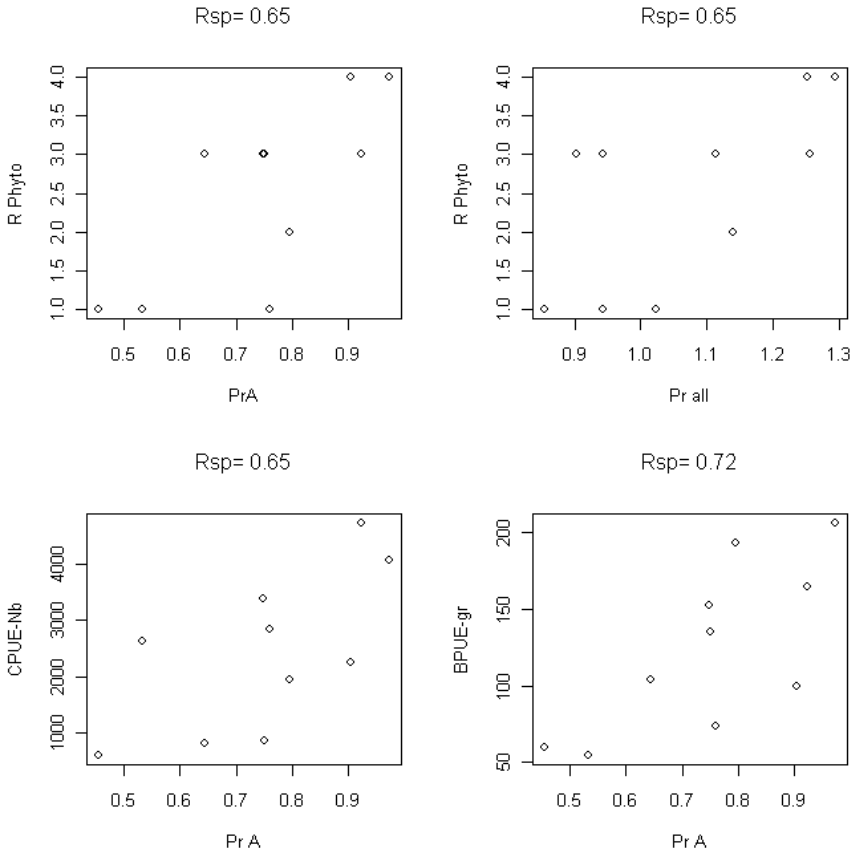 Rsp= 0.65
R Phyto
4.0
3.5
3.0
2.5
2.0
1.5
1.0
0.5 0.6 0.7 0.8 0.9
PrA
Rsp= 0.65
R Phyto
4.0
3.5
3.0
2.5
2.0
1.5
1.0
0.9 1.0 1.1 1.2 1.3
Pr all
Rsp= 0.65
CPUE-Nb
4000
3000
2000
1000
0.5 0.6 0.7 0.8 0.9
Pr A
Rsp= 0.72
BPUE-gr
200
150
100
50
0.5 0.6 0.7 0.8 0.9
Pr A